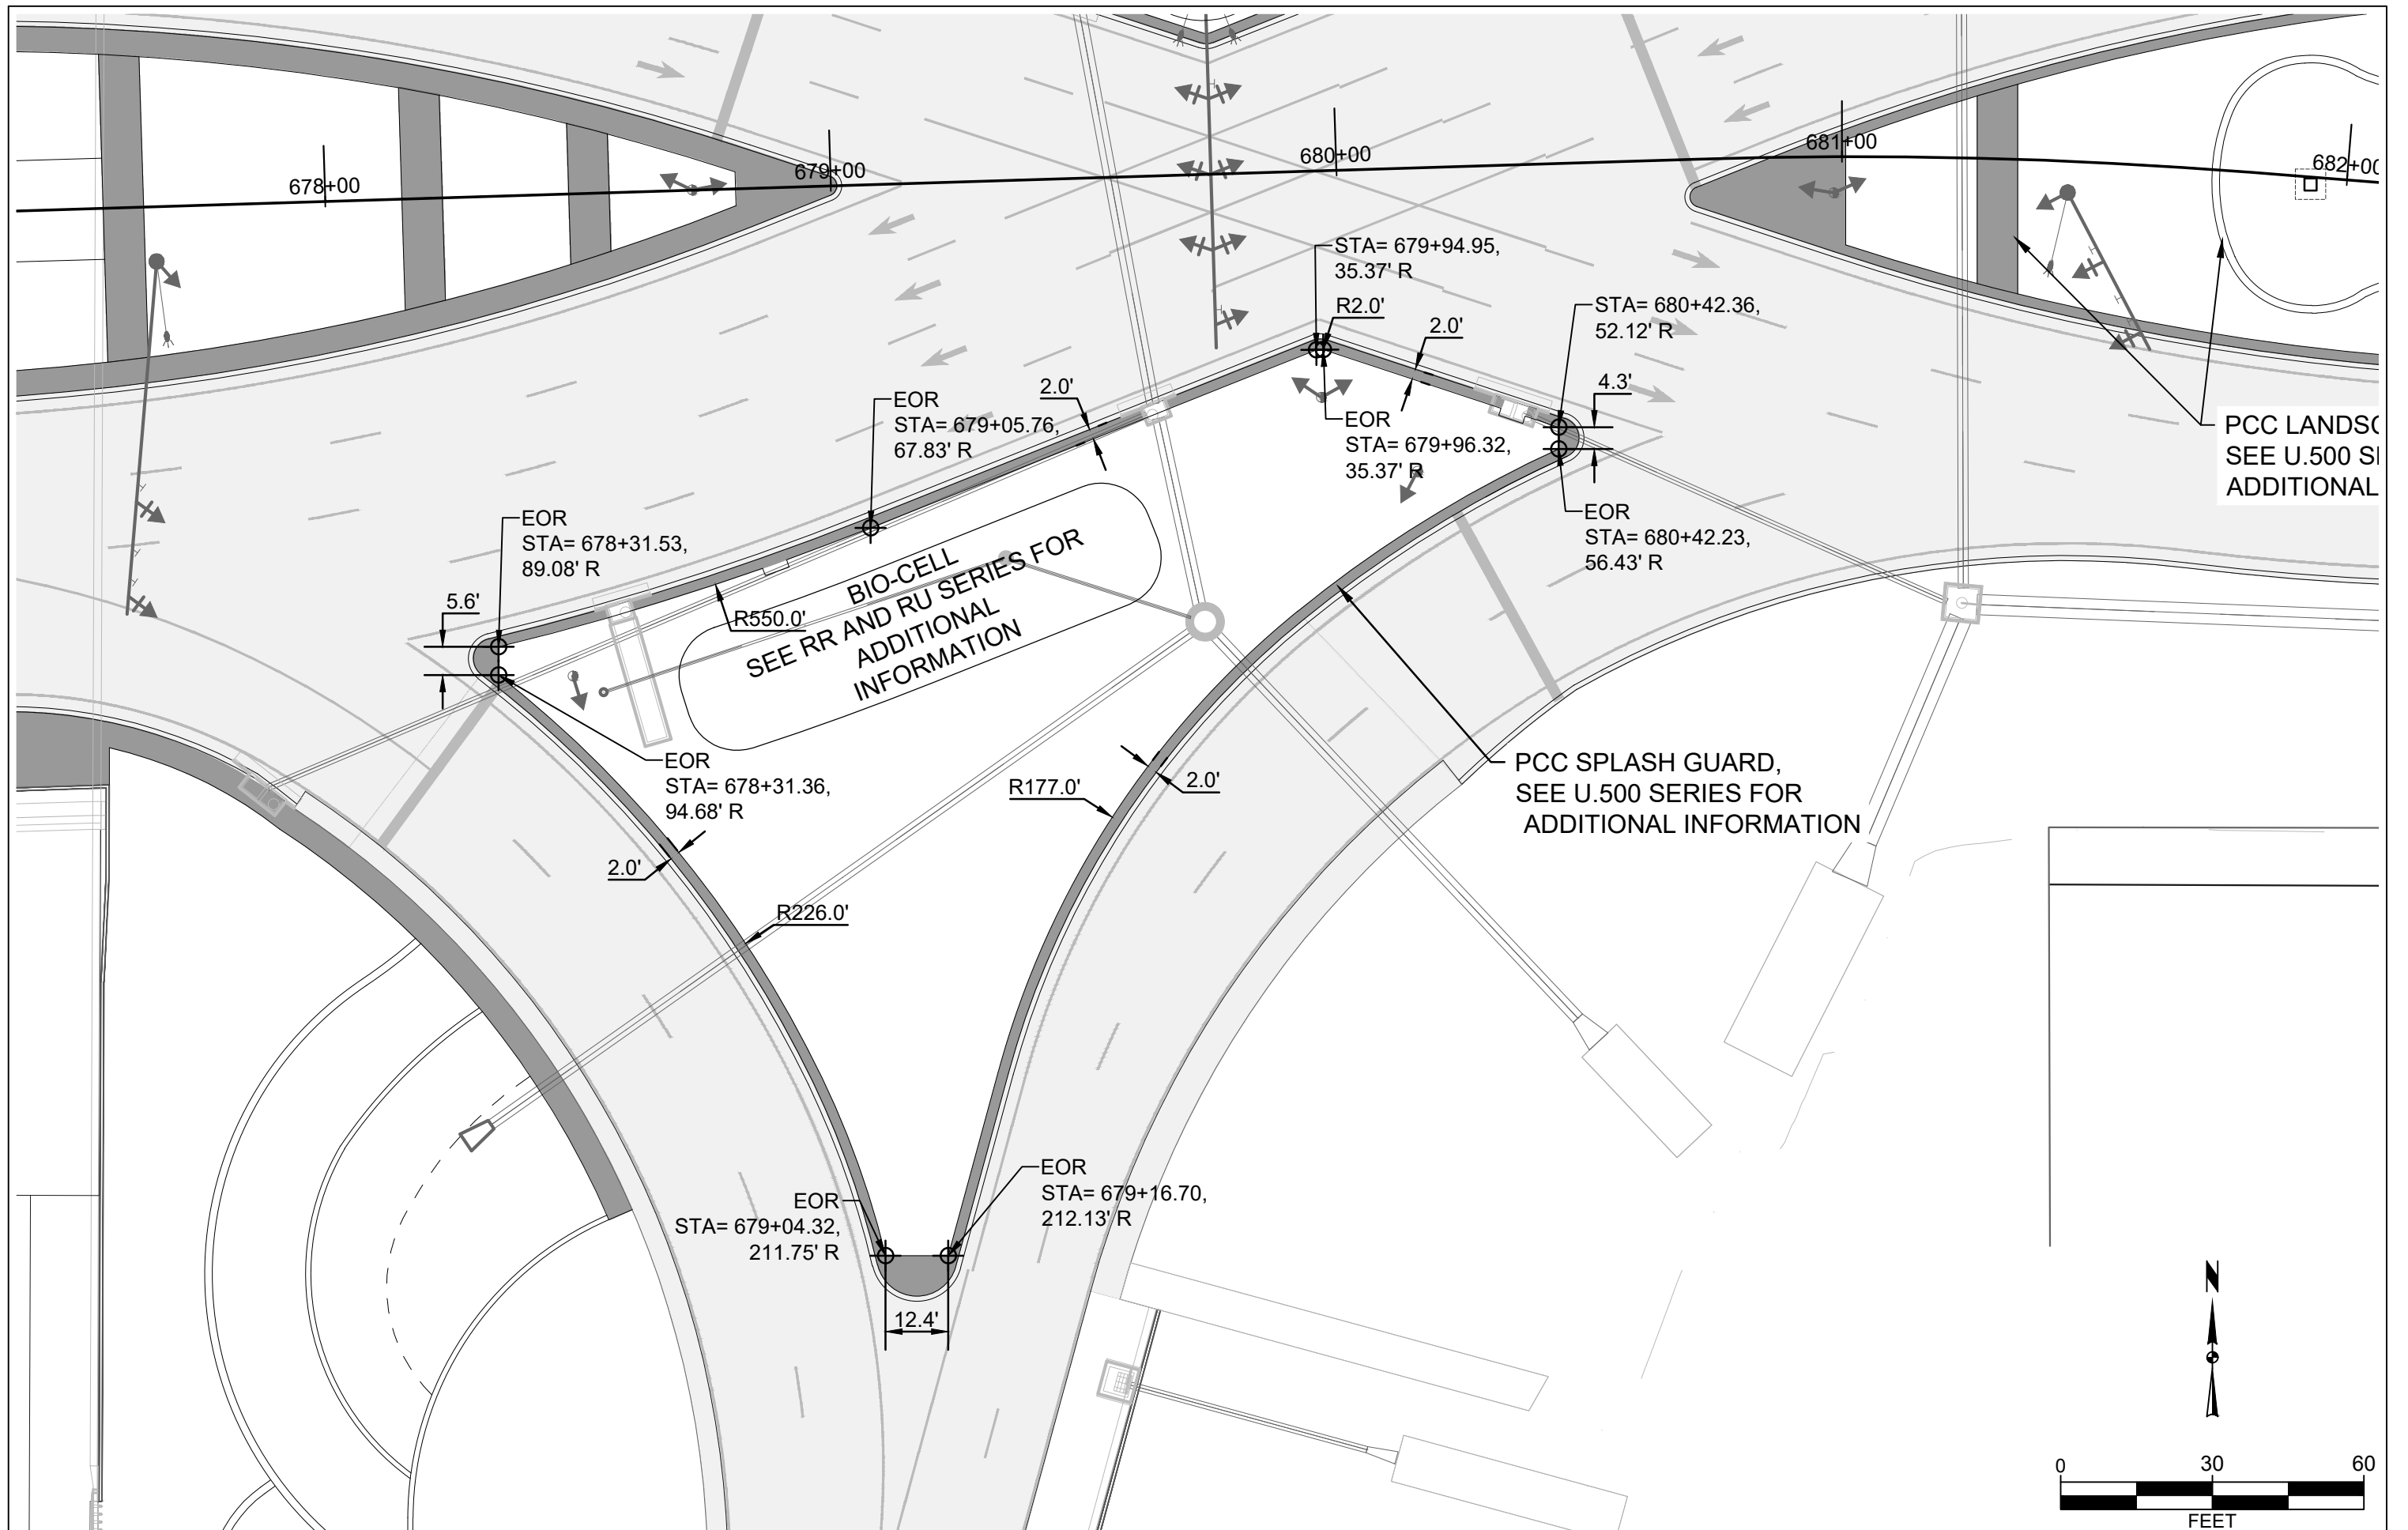 678+00
679+00
680+00
681+00
682+00
STA= 679+94.95,
35.37' R
R2.0'
2.0'
STA= 680+42.36,
52.12' R
4.3'
2.0'
EOR
STA= 679+05.76,
67.83' R
EOR
STA= 679+96.32,
35.37' R
PCC LANDSC
SEE U.500 SE
ADDITIONAL
EOR
STA= 678+31.53,
89.08' R
EOR
STA= 680+42.23,
56.43' R
5.6'
R550.0'
BIO-CELL
SEE RR AND RU SERIES FOR
ADDITIONAL
INFORMATION
EOR
STA= 678+31.36,
94.68' R
2.0'
R226.0'
R177.0'
2.0'
PCC SPLASH GUARD,
SEE U.500 SERIES FOR
ADDITIONAL INFORMATION
EOR
STA= 679+04.32,
211.75' R
EOR
STA= 679+16.70,
212.13' R
12.4'
N
0 30 60
FEET